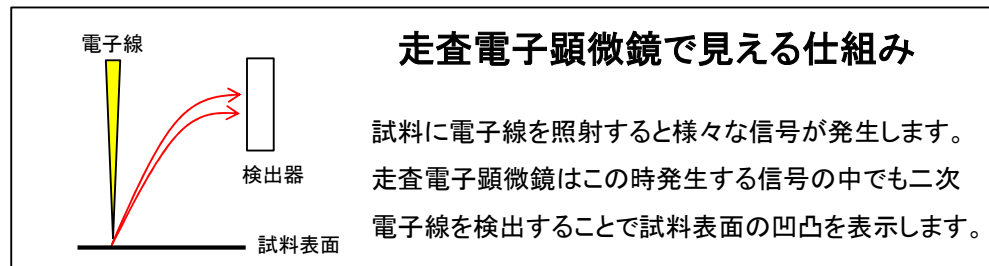 電子線
検出器
試料表面
走査電子顕微鏡で見える仕組み
試料に電子線を照射すると様々な信号が発生します。
走査電子顕微鏡はこの時発生する信号の中でも二次
電子線を検出することで試料表面の凹凸を表示します。